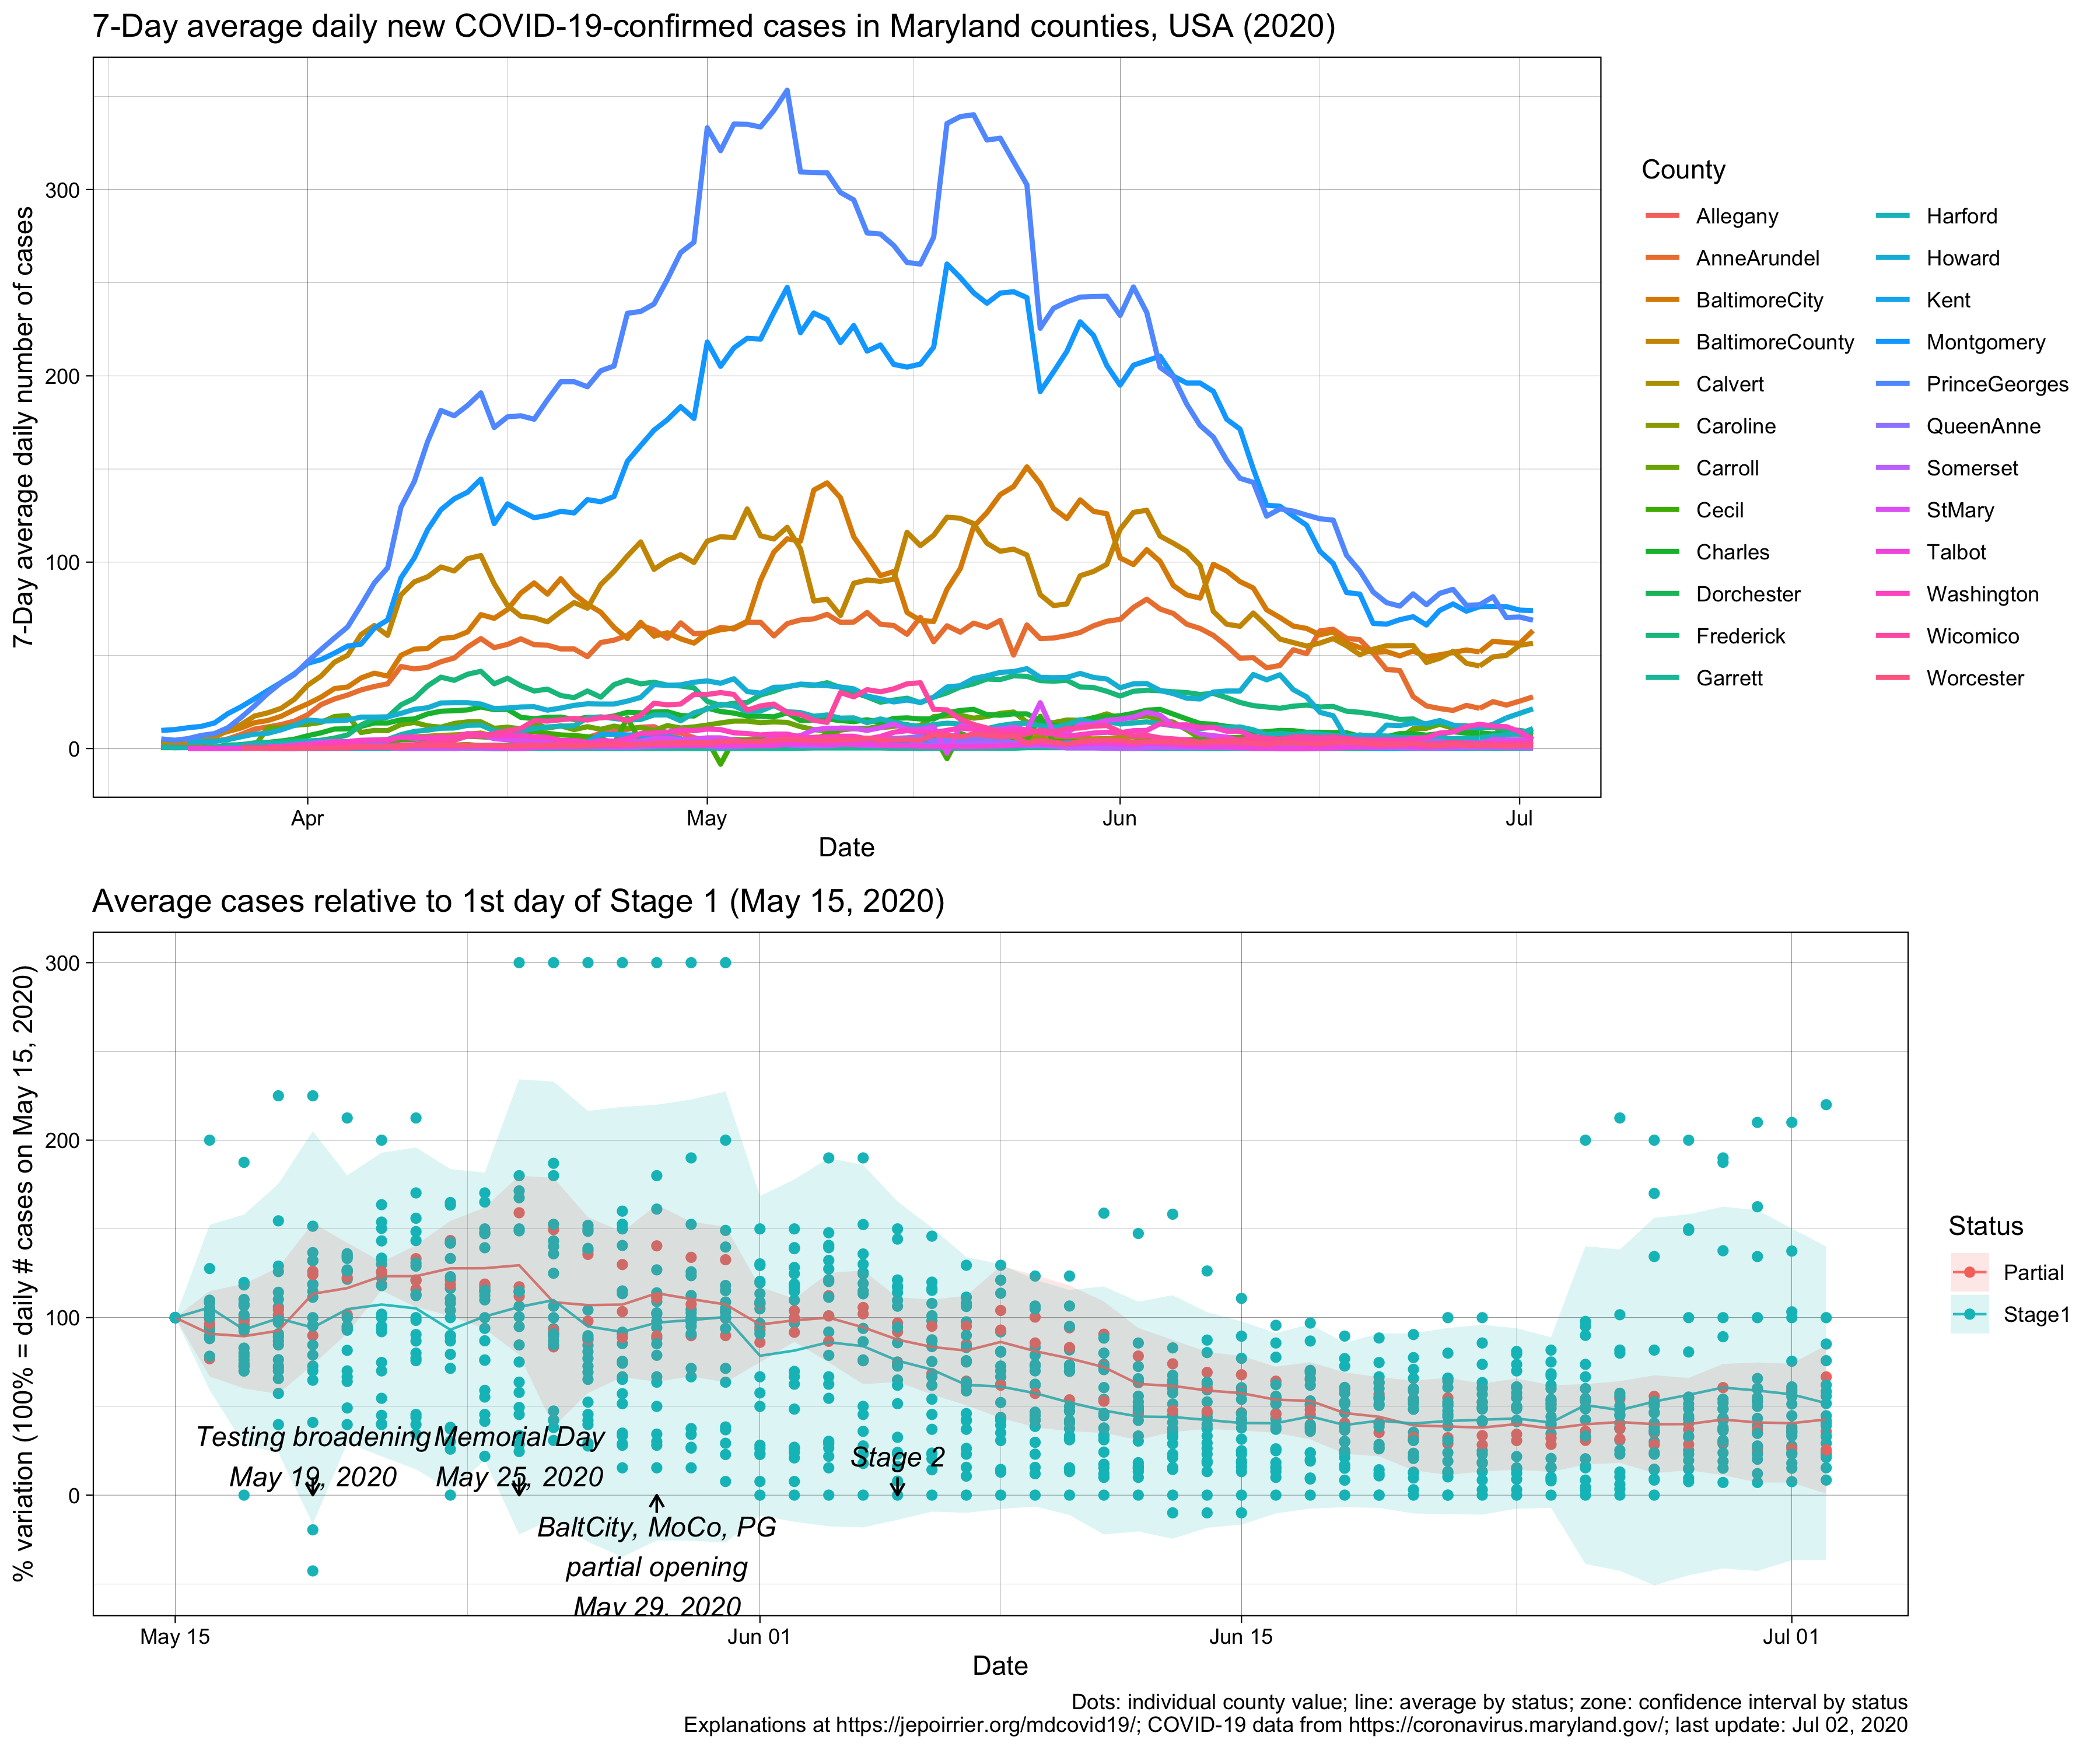 7-Day average daily new COVID-19-confirmed cases in Maryland counties, USA (2020)
7-Day average daily number of cases
300
200
100
0
Apr
May
Jun
Jul
Date
County
Allegany
AnneArundel
BaltimoreCity
BaltimoreCounty
Calvert
Caroline
Carroll
Cecil
Charles
Dorchester
Frederick
Garrett
Harford
Howard
Kent
Montgomery
PrinceGeorges
QueenAnne
Somerset
StMary
Talbot
Washington
Wicomico
Worcester
Average cases relative to 1st day of Stage 1 (May 15, 2020)
% variation (100% = daily # cases on May 15, 2020)
300
200
100
0
Testing broadening
May 19, 2020
Memorial Day
May 25, 2020
BaltCity, MoCo, PG
partial opening
May 29, 2020
Stage 2
May 15
Jun 01
Jun 15
Jul 01
Date
Status
Partial
Stage1
Dots: individual county value; line: average by status; zone: confidence interval by status
Explanations at https://jepoirrier.org/mdcovid19/; COVID-19 data from https://coronavirus.maryland.gov/; last update: Jul 02, 2020